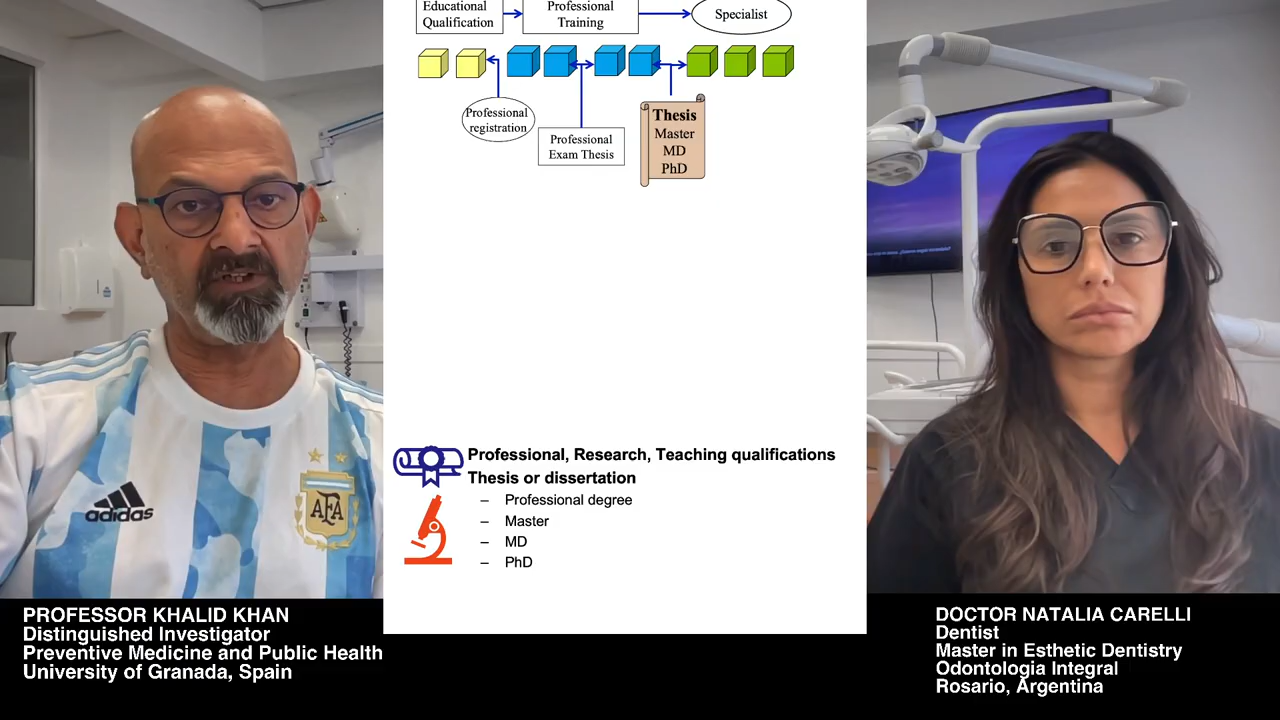 Educational
Qualification
Professional
Training
Specialist
Professional
registration
Professional
Exam Thesis
Thesis
Master
MD
PhD
Professional, Research, Teaching qualifications
Thesis or dissertation
– Professional degree
– Master
– MD
– PhD
adidas
AFA
PROFESSOR KHALID KHAN
Distinguished Investigator
Preventive Medicine and Public Health
University of Granada, Spain
DOCTOR NATALIA CARELLI
Dentist
Master in Esthetic Dentistry
Odontologia Integral
Rosario, Argentina